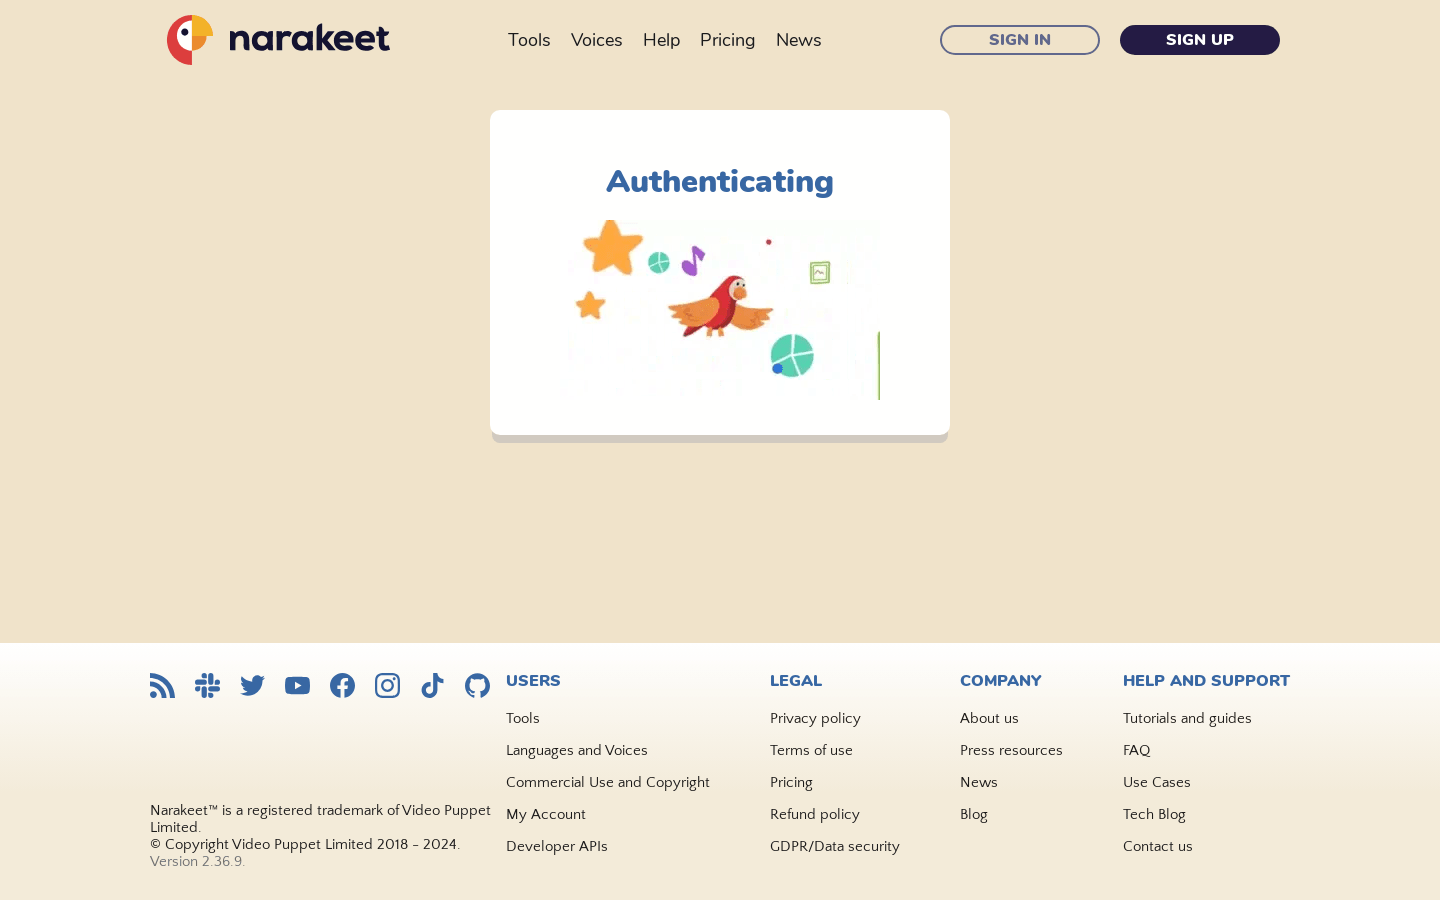 narakeet
Tools
Voices
Help
Pricing
News
SIGN IN
SIGN UP
Authenticating
Narakeet™ is a registered trademark of Video Puppet
Limited.
© Copyright Video Puppet Limited 2018 - 2024.
Version 2.36.9.
USERS
Tools
Languages and Voices
Commercial Use and Copyright
My Account
Developer APIs
LEGAL
Privacy policy
Terms of use
Pricing
Refund policy
GDPR/Data security
COMPANY
About us
Press resources
News
Blog
HELP AND SUPPORT
Tutorials and guides
FAQ
Use Cases
Tech Blog
Contact us